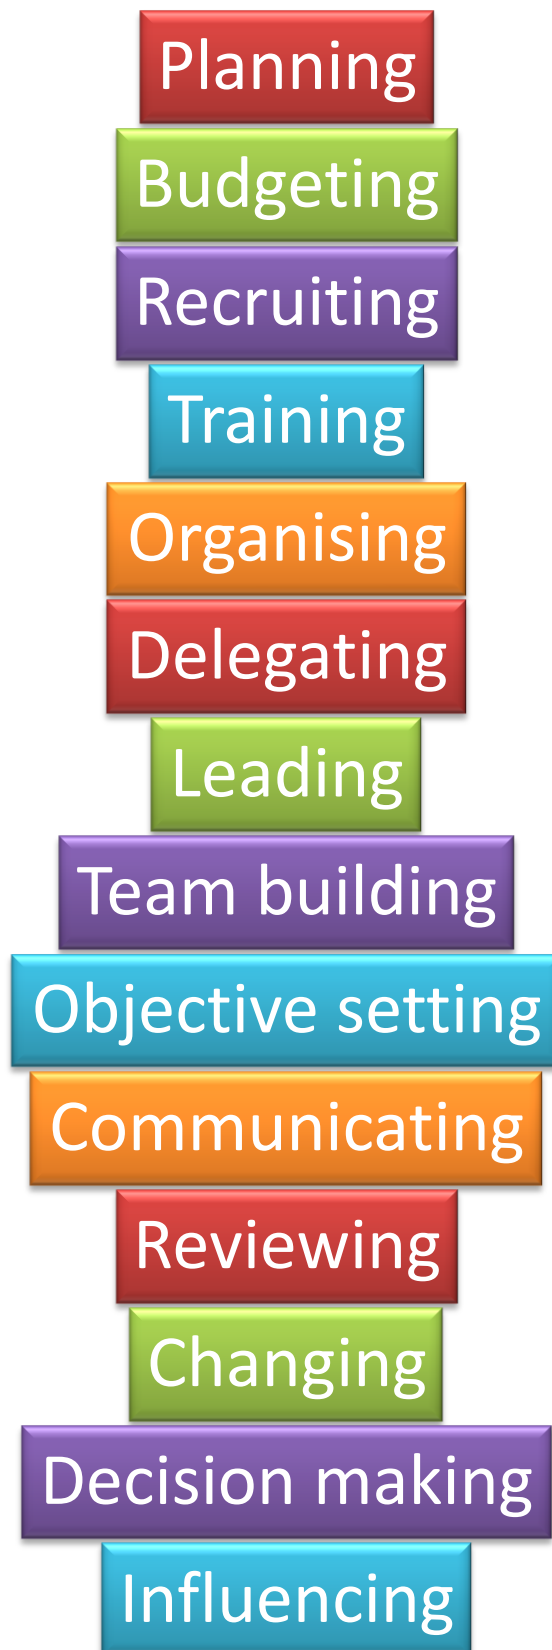 Planning
Budgeting
Recruiting
Training
Organising
Delegating
Leading
Team building
Objective setting
Communicating
Reviewing
Changing
Decision making
Influencing